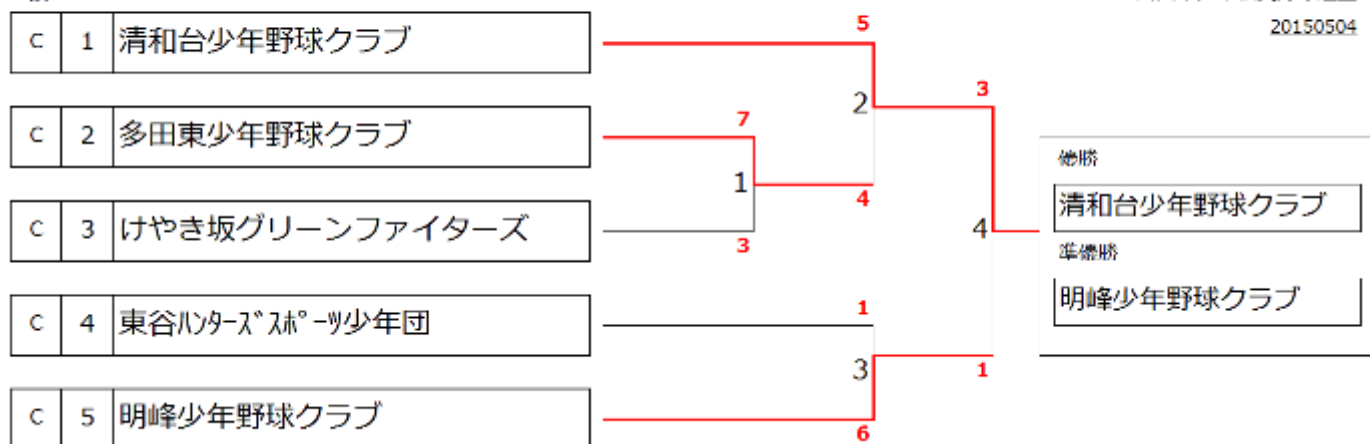 20150504
C 1 清和台少年野球クラブ
5
3
2
C 2 多田東少年野球クラブ
7
1
4
優勝
清和台少年野球クラブ
C 3 けやき坂グリーンファイターズ
3
4
準優勝
明峰少年野球クラブ
C 4 東谷ﾊﾝﾀｰｽﾞｽﾎﾟｰﾂ少年団
1
3
1
C 5 明峰少年野球クラブ
6